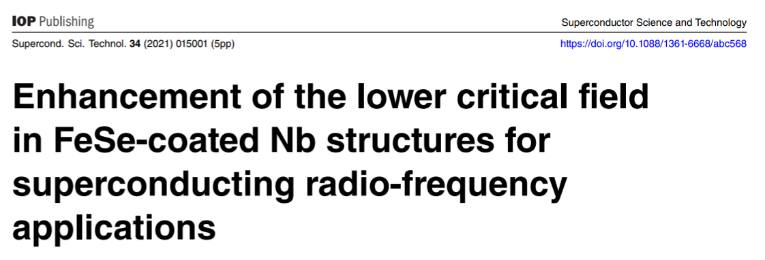 IOP Publishing
Superconductor Science and Technology
Supercond. Sci. Technol. 34 (2021) 015001 (5pp)
https://doi.org/10.1088/1361-6668/abc568
Enhancement of the lower critical field
in FeSe-coated Nb structures for
superconducting radio-frequency
applications